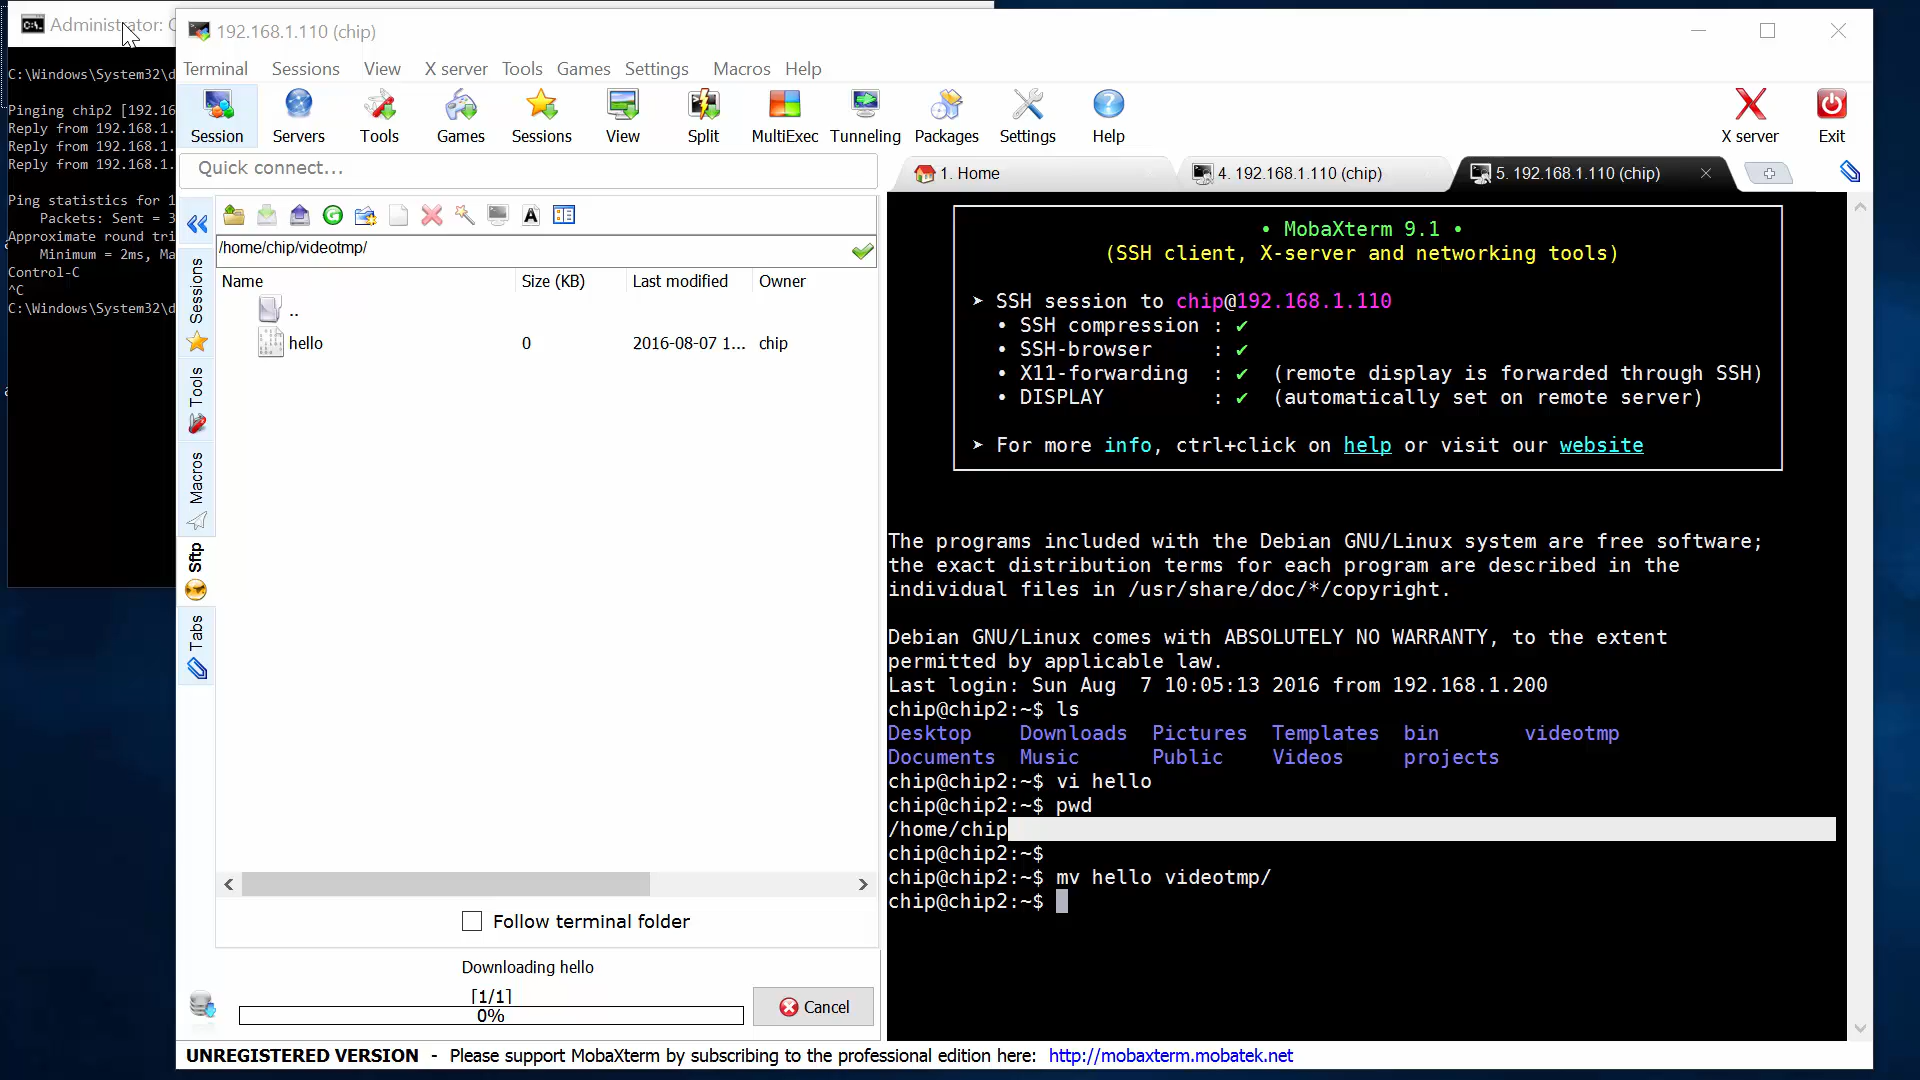 Administrator: C
C:\Windows\System32\d
Pinging chip2 [192.16
Reply from 192.168.1.
Reply from 192.168.1.
Reply from 192.168.1.
Ping statistics for 1
Packets: Sent = 3
Approximate round tri
Minimum = 2ms, Ma
Control-C
^C
C:\Windows\System32\d
192.168.1.110 (chip)
Terminal Sessions View X server Tools Games Settings Macros Help
Session Servers Tools Games Sessions View Split MultiExec Tunneling Packages Settings Help X server Exit
Quick connect...
1. Home
4. 192.168.1.110 (chip)
5. 192.168.1.110 (chip)
Sessions
Tools
Macros
Sftp
Tabs
/home/chip/videotmp/
Name Size (KB) Last modified Owner
..
hello 0 2016-08-07 1... chip
Follow terminal folder
Downloading hello
[1/1]
0%
Cancel
• MobaXterm 9.1 •
(SSH client, X-server and networking tools)
➤ SSH session to chip@192.168.1.110
• SSH compression : ✔
• SSH-browser : ✔
• X11-forwarding : ✔ (remote display is forwarded through SSH)
• DISPLAY : ✔ (automatically set on remote server)
➤ For more info, ctrl+click on help or visit our website
The programs included with the Debian GNU/Linux system are free software;
the exact distribution terms for each program are described in the
individual files in /usr/share/doc/*/copyright.
Debian GNU/Linux comes with ABSOLUTELY NO WARRANTY, to the extent
permitted by applicable law.
Last login: Sun Aug 7 10:05:13 2016 from 192.168.1.200
chip@chip2:~$ ls
Desktop Downloads Pictures Templates bin videotmp
Documents Music Public Videos projects
chip@chip2:~$ vi hello
chip@chip2:~$ pwd
/home/chip
chip@chip2:~$
chip@chip2:~$ mv hello videotmp/
chip@chip2:~$
UNREGISTERED VERSION - Please support MobaXterm by subscribing to the professional edition here: http://mobaxterm.mobatek.net